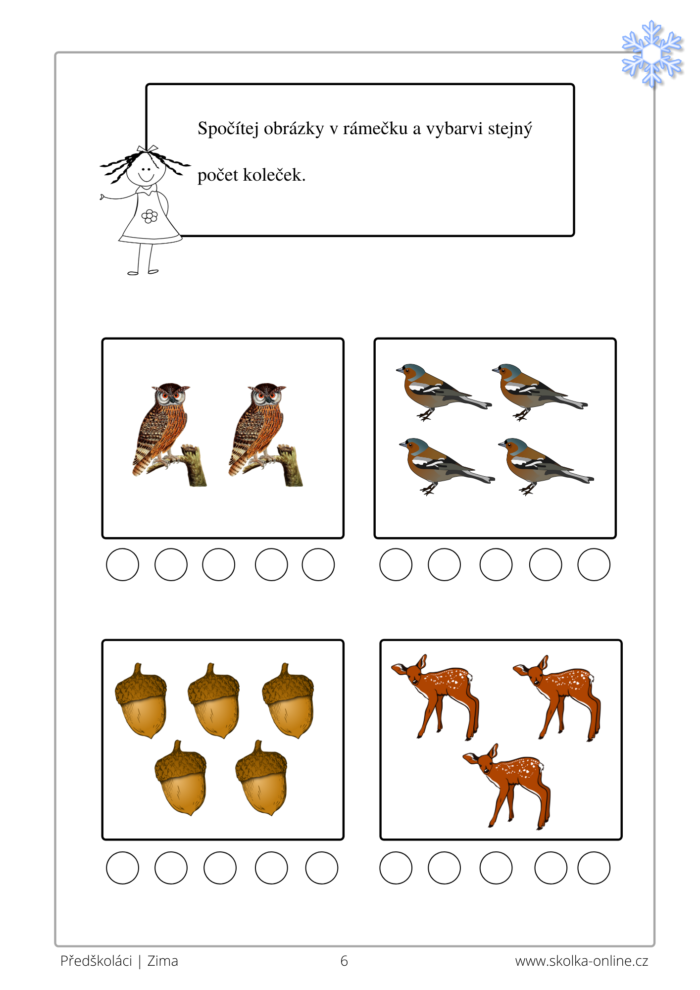 Spočítej obrázky v rámečku a vybarvi stejný
počet koleček.
Předškoláci | Zima
6
www.skolka-online.cz